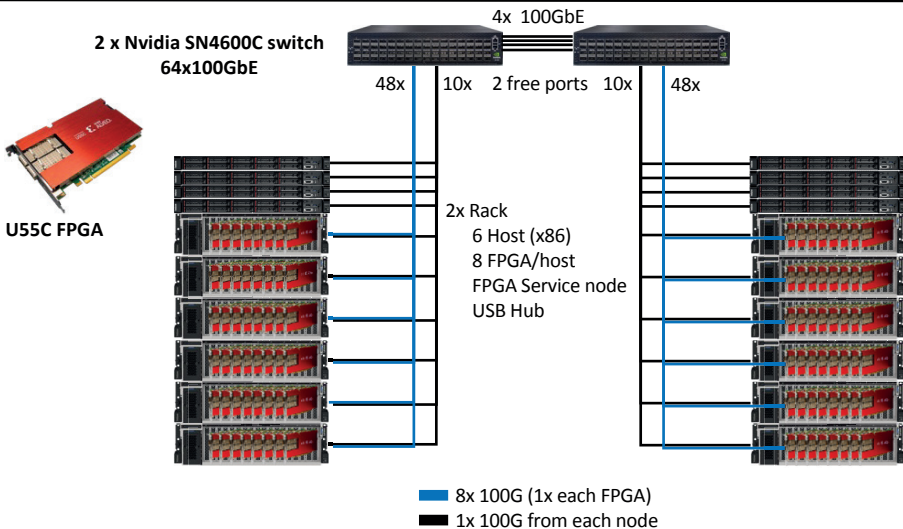 4x 100GbE
2 x Nvidia SN4600C switch
64x100GbE
48x 10x 2 free ports 10x 48x
U55C FPGA
2x Rack
6 Host (x86)
8 FPGA/host
FPGA Service node
USB Hub
8x 100G (1x each FPGA)
1x 100G from each node